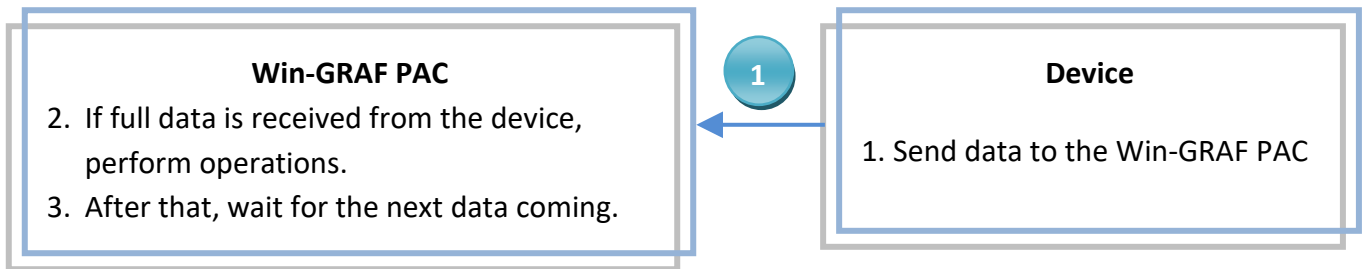 Win-GRAF PAC
2. If full data is received from the device,
perform operations.
3. After that, wait for the next data coming.
1
Device
1. Send data to the Win-GRAF PAC